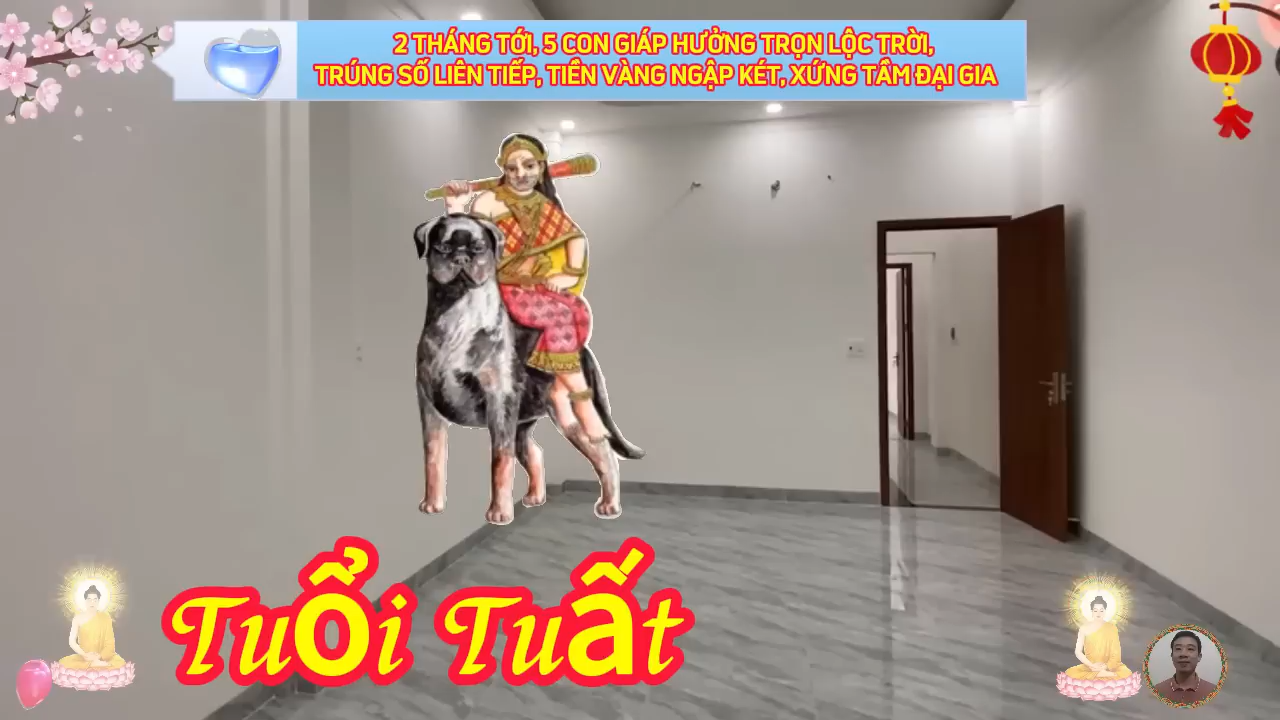 2 THÁNG TỚI, 5 CON GIÁP HƯỞNG TRỌN LỘC TRỜI,
TRÚNG SỐ LIÊN TIẾP, TIỀN VÀNG NGẬP KÉT, XỨNG TẦM ĐẠI GIA
Tuổi Tuất